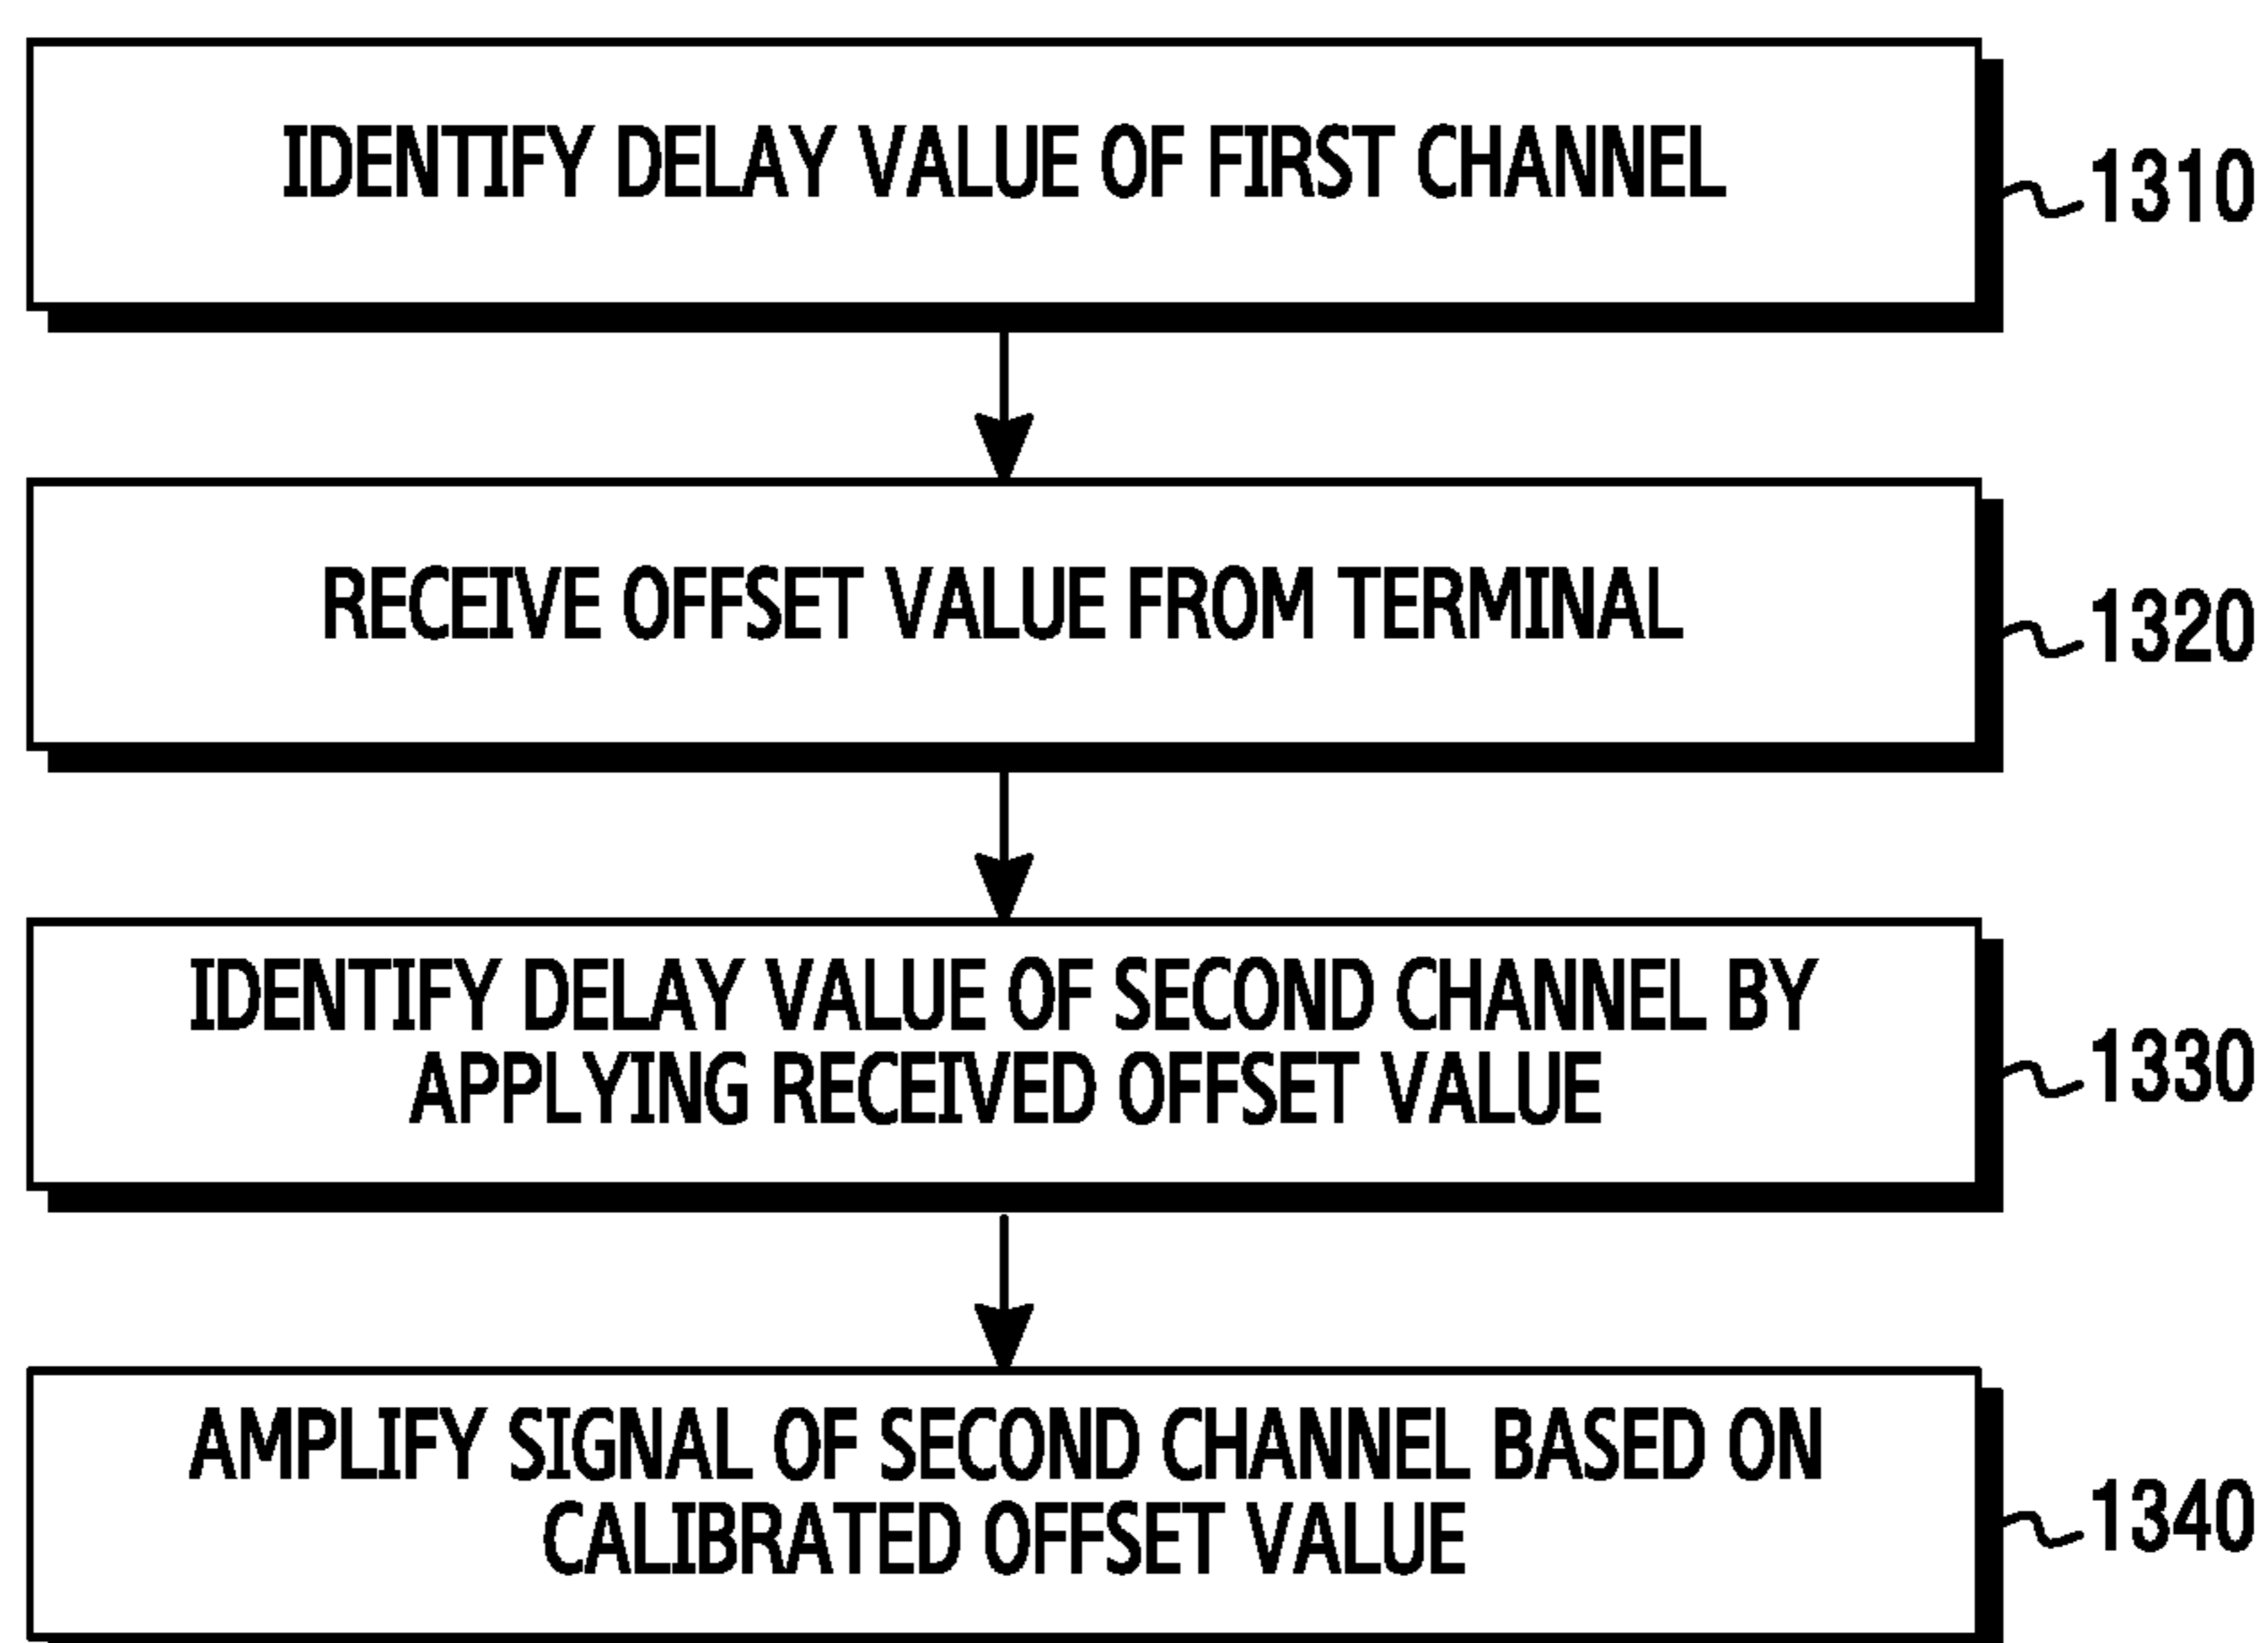 IDENTIFY DELAY VALUE OF FIRST CHANNEL
1310
RECEIVE OFFSET VALUE FROM TERMINAL
1320
IDENTIFY DELAY VALUE OF SECOND CHANNEL BY
APPLYING RECEIVED OFFSET VALUE
1330
AMPLIFY SIGNAL OF SECOND CHANNEL BASED ON
CALIBRATED OFFSET VALUE
1340